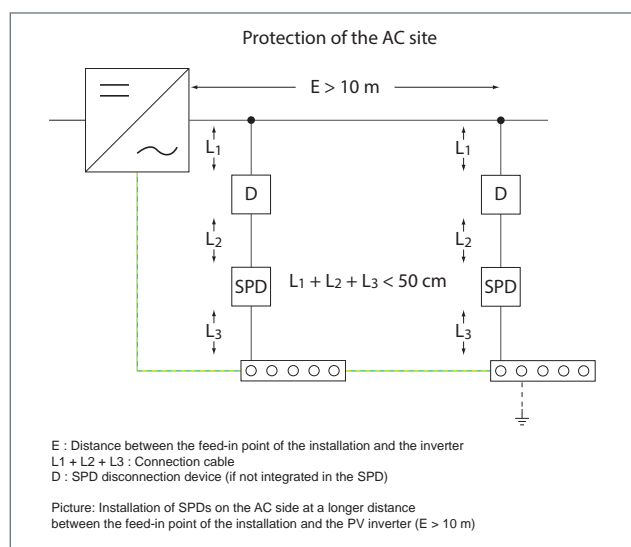 Protection of the AC site
E > 10 m
L1
L1
D
D
L2
L2
SPD
L1 + L2 + L3 < 50 cm
SPD
L3
L3
E : Distance between the feed-in point of the installation and the inverter
L1 + L2 + L3 : Connection cable
D : SPD disconnection device (if not integrated in the SPD)
Picture: Installation of SPDs on the AC side at a longer distance
between the feed-in point of the installation and the PV inverter (E > 10 m)